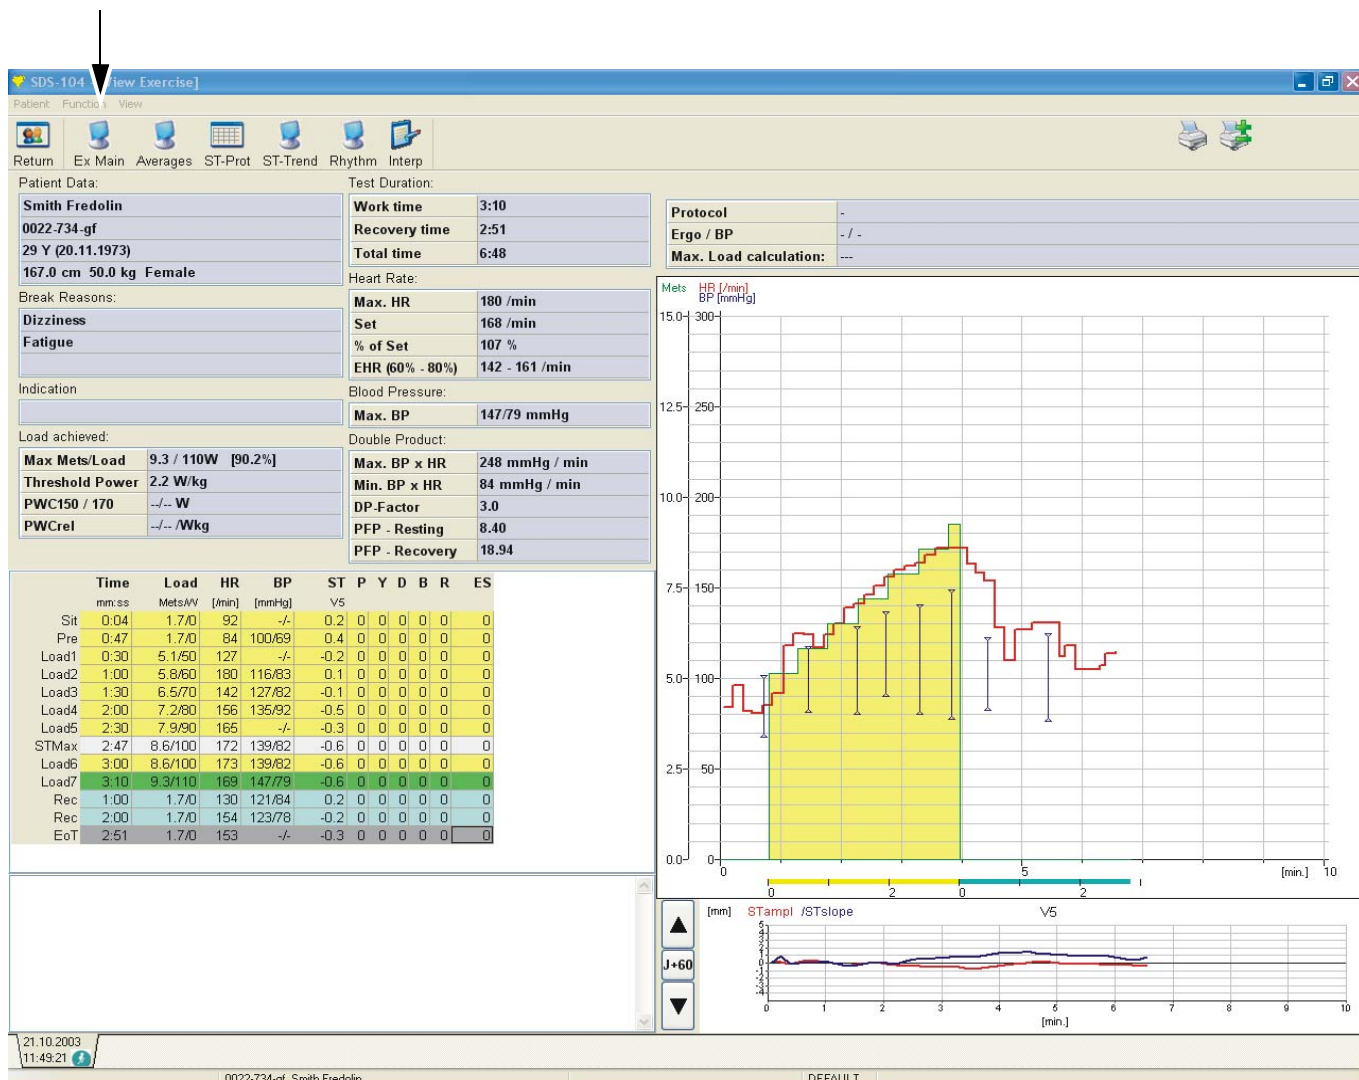 SDS-104 - [View Exercise]
Patient Function View
Return Ex Main Averages ST-Prot ST-Trend Rhythm Interp
Patient Data:
Smith Fredolin
0022-734-gf
29 Y (20.11.1973)
167.0 cm 50.0 kg Female
Break Reasons:
Dizziness
Fatigue
Indication
Load achieved:
Max Mets/Load 9.3 / 110W [90.2%]
Threshold Power 2.2 W/kg
PWC150 / 170 --/-- W
PWCrel --/-- /Wkg
Test Duration:
Work time 3:10
Recovery time 2:51
Total time 6:48
Heart Rate:
Max. HR 180 /min
Set 168 /min
% of Set 107 %
EHR (60% - 80%) 142 - 161 /min
Blood Pressure:
Max. BP 147/79 mmHg
Double Product:
Max. BP x HR 248 mmHg / min
Min. BP x HR 84 mmHg / min
DP-Factor 3.0
PFP - Resting 8.40
PFP - Recovery 18.94
Protocol -
Ergo / BP - / -
Max. Load calculation: ---
Time Load HR BP ST P Y D B R ES
mm:ss Mets/W [/min] [mmHg] V5
Sit 0:04 1.7/0 92 -/- 0.2 0 0 0 0 0 0
Pre 0:47 1.7/0 84 100/69 0.4 0 0 0 0 0 0
Load1 0:30 5.1/50 127 -/- -0.2 0 0 0 0 0 0
Load2 1:00 5.8/60 180 116/83 0.1 0 0 0 0 0 0
Load3 1:30 6.5/70 142 127/82 -0.1 0 0 0 0 0 0
Load4 2:00 7.2/80 156 135/92 -0.5 0 0 0 0 0 0
Load5 2:30 7.9/90 165 -/- -0.3 0 0 0 0 0 0
STMax 2:47 8.6/100 172 139/82 -0.6 0 0 0 0 0 0
Load6 3:00 8.6/100 173 139/82 -0.6 0 0 0 0 0 0
Load7 3:10 9.3/110 169 147/79 -0.6 0 0 0 0 0 0
Rec 1:00 1.7/0 130 121/84 0.2 0 0 0 0 0 0
Rec 2:00 1.7/0 154 123/78 -0.2 0 0 0 0 0 0
EoT 2:51 1.7/0 153 -/- -0.3 0 0 0 0 0 0
Mets HR [/min]
BP [mmHg]
15.0 300
12.5 250
10.0 200
7.5 150
5.0 100
2.5 50
0.0 0
0 5 [min.] 10
0 2 0 2
[mm] STampl /STslope V5
5
4
3
2
1
0
-1
-2
-3
-4
0 1 2 3 4 5 6 7 8 9 10
[min.]
J+60
21.10.2003
11:49:21
0022-734-gf Smith Fredolin DEFAULT